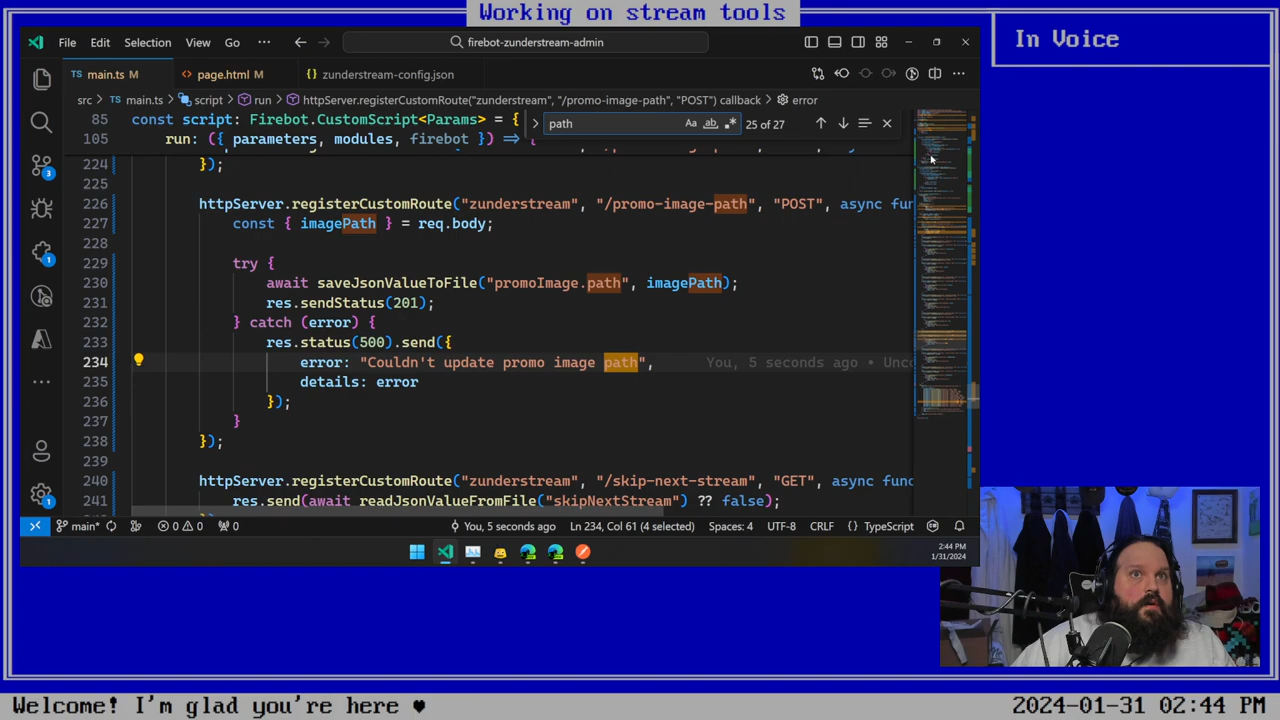 Working on stream tools
In Voice
File Edit Selection View Go ··· firebot-zunderstream-admin
TS main.ts M <> page.html M {} zunderstream-config.json
src > TS main.ts > script > run > httpServer.registerCustomRoute("zunderstream", "/promo-image-path", "POST") callback > error
85 const script: Firebot.CustomScript<Params> = {
105 run: modules. Firebot
path Aa ab 25 of 27
224 });
225
226 httpServer.registerCustomRoute("zunderstream", "/promo-image-path", "POST", async fun
227 const { imagePath } = req.body;
229
230 await saveJsonValueToFile("promoImage.path", imagePath);
231 res.sendStatus(201);
232 catch (error) {
233 res.status(500).send({
234 error: "Couldn't update promo image path", You, 5 seconds ago • Unc
235 details: error
236 });
237
238 });
239
240 httpServer.registerCustomRoute("zunderstream", "/skip-next-stream", "GET", async func
241 res.send(await readJsonValueFromFile("skipNextStream") ?? false);
main* 0 0 0 You, 5 seconds ago Ln 234, Col 61 (4 selected) Spaces: 4 UTF-8 CRLF {} TypeScript
2:44 PM
1/31/2024
Welcome! I'm glad you're here ♥ 2024-01-31 02:44 PM